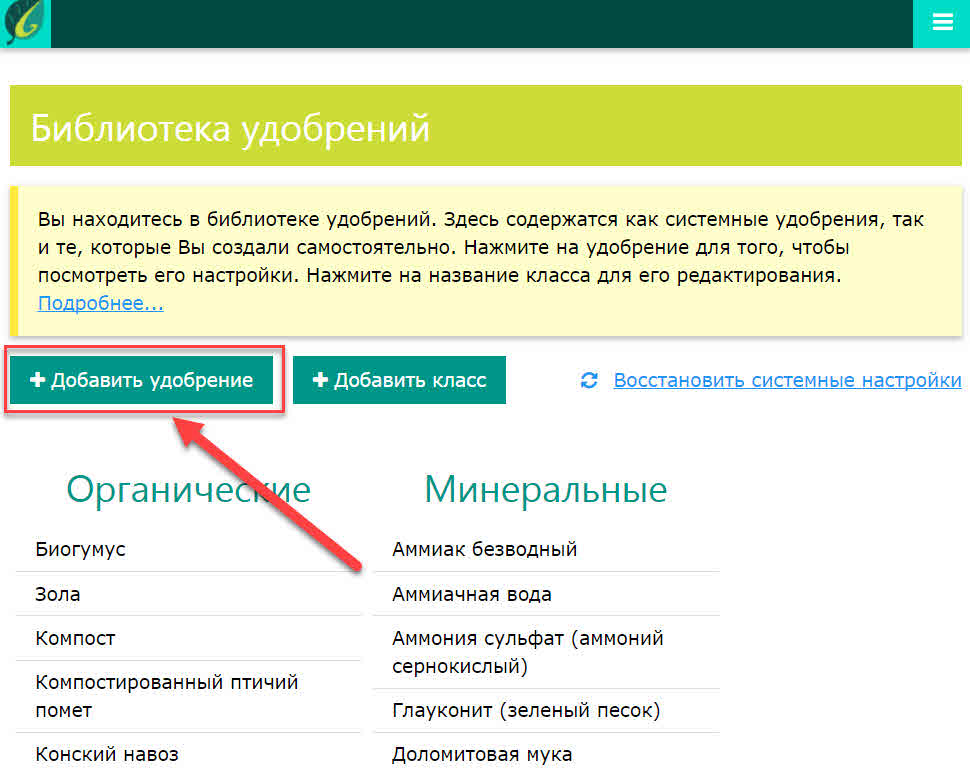 Библиотека удобрений
Вы находитесь в библиотеке удобрений. Здесь содержатся как системные удобрения, так
и те, которые Вы создали самостоятельно. Нажмите на удобрение для того, чтобы
посмотреть его настройки. Нажмите на название класса для его редактирования.
Подробнее...
Добавить удобрение
Добавить класс
Восстановить системные настройки
Органические
Биогумус
Зола
Компост
Компостированный птичий
помет
Конский навоз
Минеральные
Аммиак безводный
Аммиачная вода
Аммония сульфат (аммоний
сернокислый)
Глауконит (зеленый песок)
Доломитовая мука